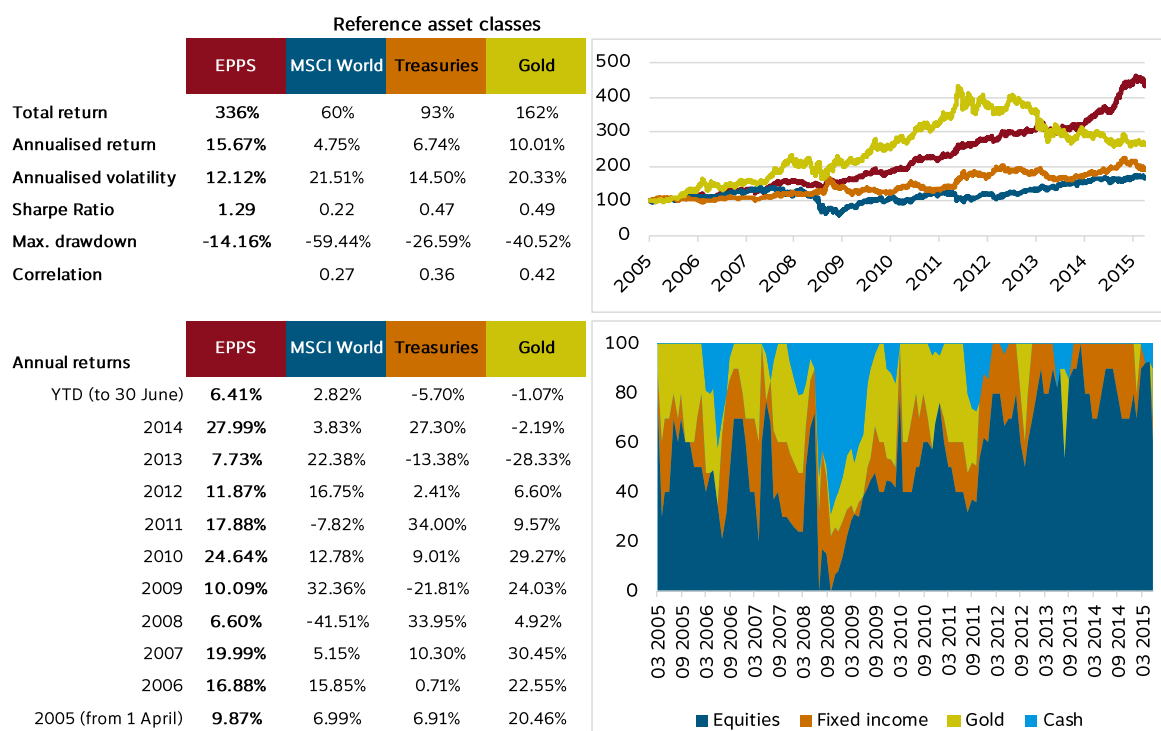 Reference asset classes
EPPS MSCI World Treasuries Gold
Total return 336% 60% 93% 162%
Annualised return 15.67% 4.75% 6.74% 10.01%
Annualised volatility 12.12% 21.51% 14.50% 20.33%
Sharpe Ratio 1.29 0.22 0.47 0.49
Max. drawdown -14.16% -59.44% -26.59% -40.52%
Correlation 0.27 0.36 0.42
500
400
300
200
100
0
2005 2006 2007 2008 2009 2010 2011 2012 2013 2014 2015
Annual returns EPPS MSCI World Treasuries Gold
YTD (to 30 June) 6.41% 2.82% -5.70% -1.07%
2014 27.99% 3.83% 27.30% -2.19%
2013 7.73% 22.38% -13.38% -28.33%
2012 11.87% 16.75% 2.41% 6.60%
2011 17.88% -7.82% 34.00% 9.57%
2010 24.64% 12.78% 9.01% 29.27%
2009 10.09% 32.36% -21.81% 24.03%
2008 6.60% -41.51% 33.95% 4.92%
2007 19.99% 5.15% 10.30% 30.45%
2006 16.88% 15.85% 0.71% 22.55%
2005 (from 1 April) 9.87% 6.99% 6.91% 20.46%
100
80
60
40
20
0
03 2005 09 2005 03 2006 09 2006 03 2007 09 2007 03 2008 09 2008 03 2009 09 2009 03 2010 09 2010 03 2011 09 2011 03 2012 09 2012 03 2013 09 2013 03 2014 09 2014 03 2015
Equities Fixed income Gold Cash